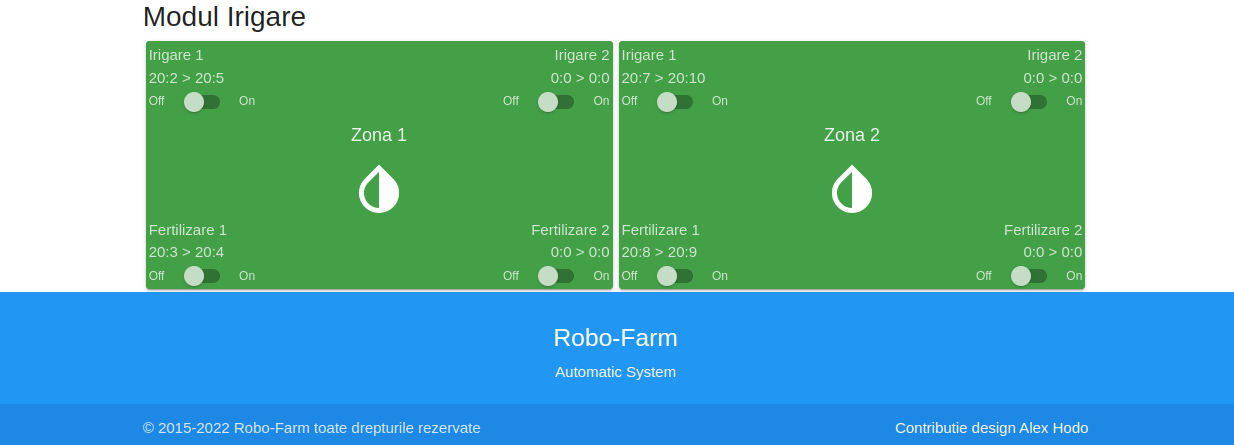 Modul Irigare
Irigare 1 Irigare 2
20:2 > 20:5 0:0 > 0:0
Off On Off On
Zona 1
Fertilizare 1 Fertilizare 2
20:3 > 20:4 0:0 > 0:0
Off On Off On
Irigare 1 Irigare 2
20:7 > 20:10 0:0 > 0:0
Off On Off On
Zona 2
Fertilizare 1 Fertilizare 2
20:8 > 20:9 0:0 > 0:0
Off On Off On
Robo-Farm
Automatic System
© 2015-2022 Robo-Farm toate drepturile rezervate
Contributie design Alex Hodo